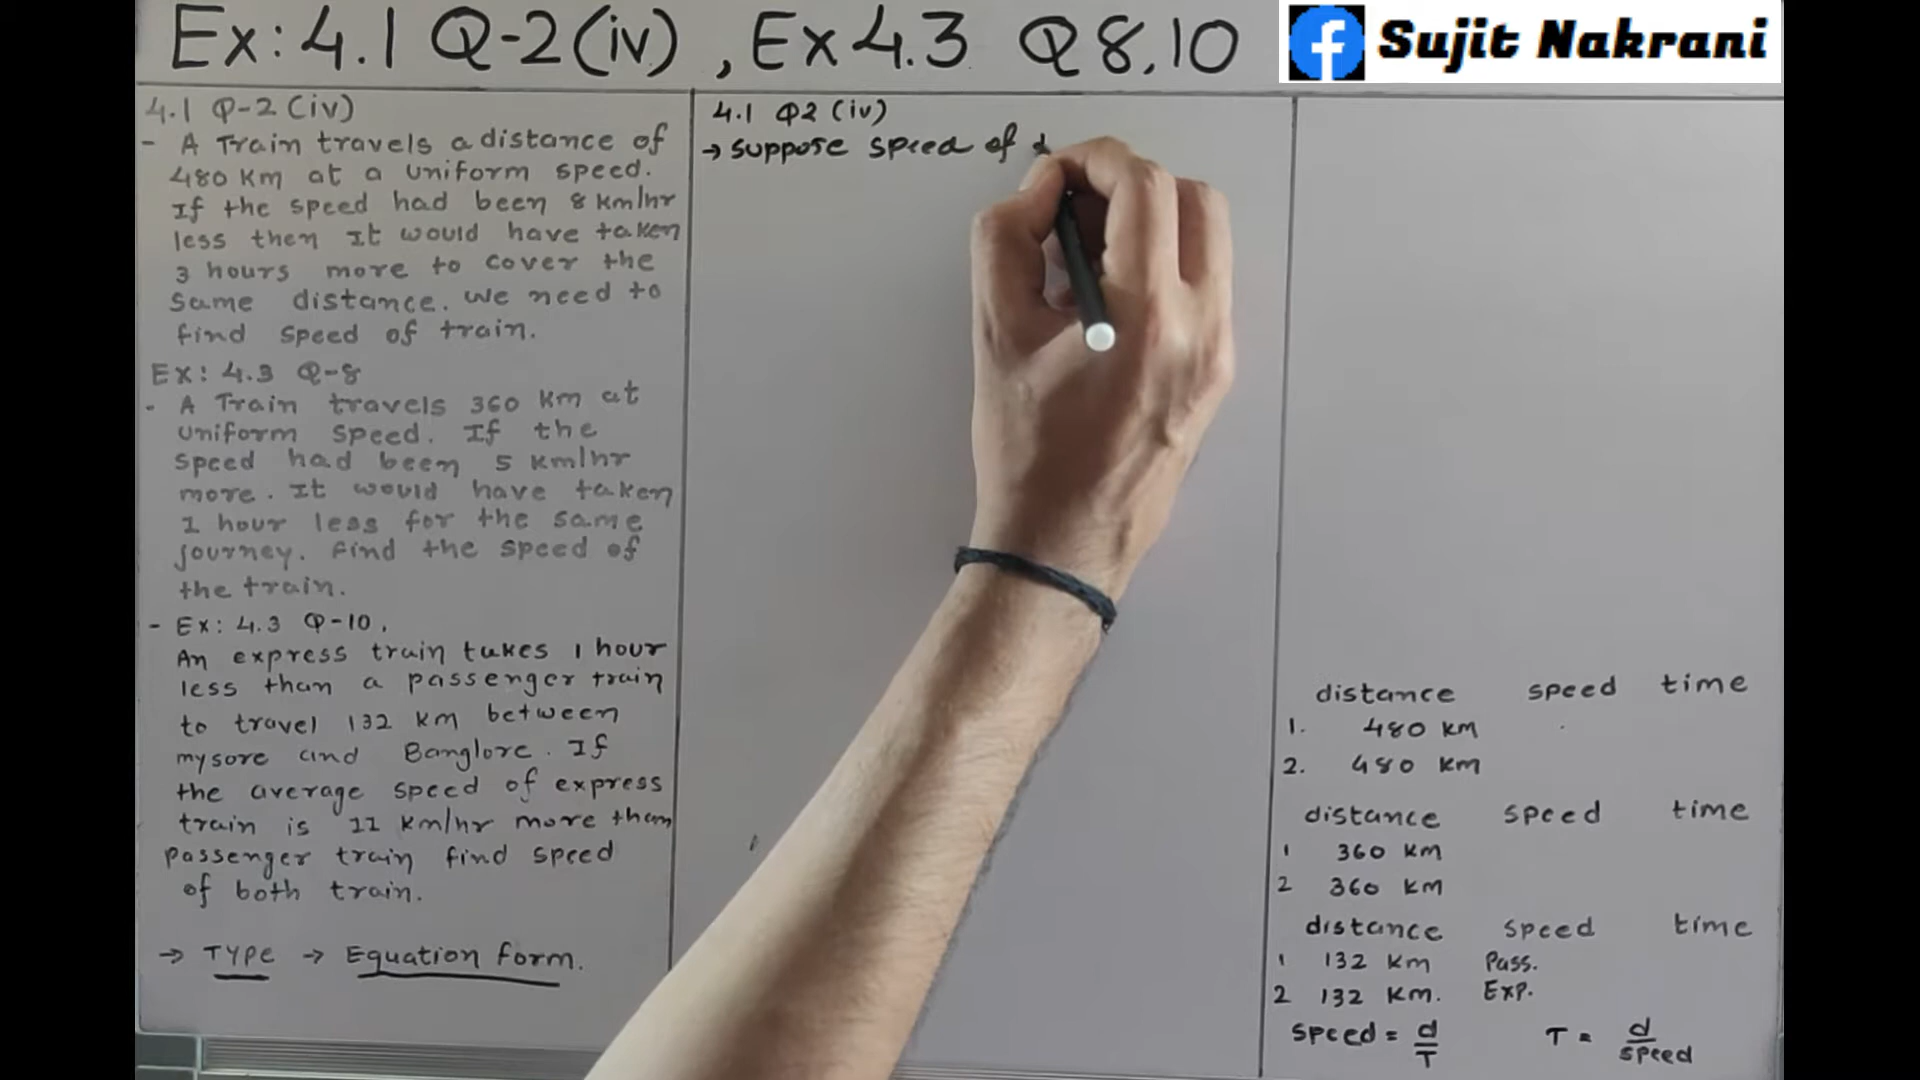 Ex: 4.1 Q-2(iv) , Ex 4.3 Q 8,10
Sujit Nakrani
4.1 Q-2 (iv)
- A Train travels a distance of
480 Km at a uniform speed.
If the speed had been 8 km/hr
less then It would have taken
3 hours more to cover the
same distance. We need to
find speed of train.
Ex: 4.3 Q-8
- A Train travels 360 Km at
uniform speed. If the
speed had been 5 km/hr
more. It would have taken
1 hour less for the same
journey. Find the speed of
the train.
- Ex: 4.3 Q-10,
An express train takes 1 hour
less than a passenger train
to travel 132 km between
mysore and Banglore. If
the average speed of express
train is 11 km/hr more than
passenger train find speed
of both train.
→ TYPE → Equation form.
4.1 Q2 (iv)
→ suppose speed of
distance speed time
1. 480 km
2. 480 km
distance speed time
1 360 km
2 360 km
distance speed time
1 132 km Pass.
2 132 km. Exp.
speed = d/T T = d/speed